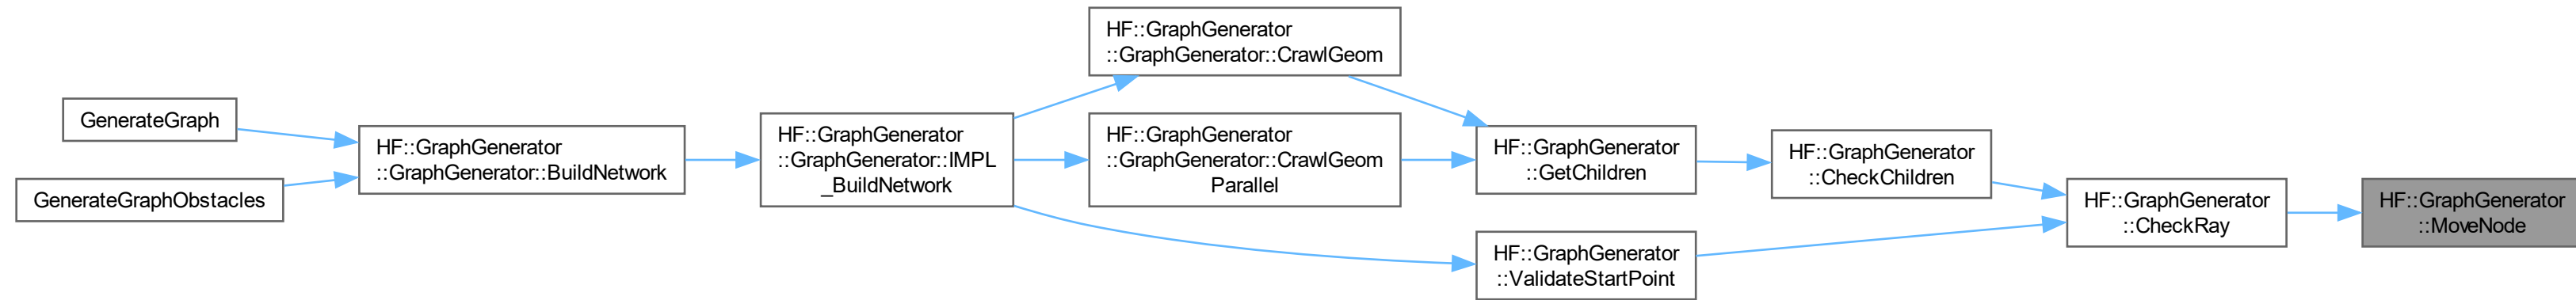 GenerateGraph
GenerateGraphObstacles
HF::GraphGenerator
::GraphGenerator::BuildNetwork
HF::GraphGenerator
::GraphGenerator::IMPL
_BuildNetwork
HF::GraphGenerator
::GraphGenerator::CrawlGeom
HF::GraphGenerator
::GraphGenerator::CrawlGeom
Parallel
HF::GraphGenerator
::GetChildren
HF::GraphGenerator
::ValidateStartPoint
HF::GraphGenerator
::CheckChildren
HF::GraphGenerator
::CheckRay
HF::GraphGenerator
::MoveNode